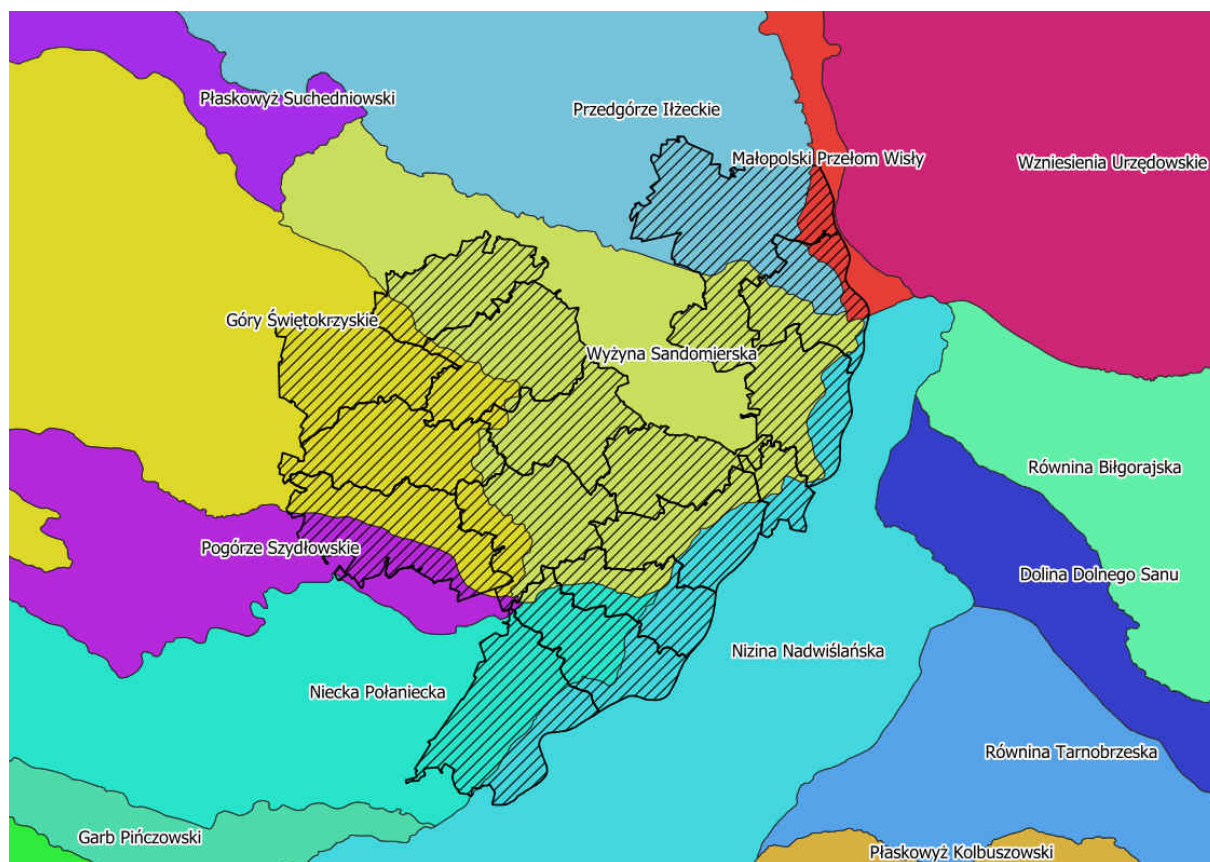 Płaskowyż Suchedniowski
Przedgórze Iłżeckie
Małopolski Przełom Wisły
Wzniesienia Urzędowskie
Góry Świętokrzyskie
Wyżyna Sandomierska
Równina Biłgorajska
Pogórze Szydłowskie
Dolina Dolnego Sanu
Nizina Nadwiślańska
Niecka Połaniecka
Równina Tarnobrzeska
Garb Pińczowski
Płaskowyż Kolbuszowski